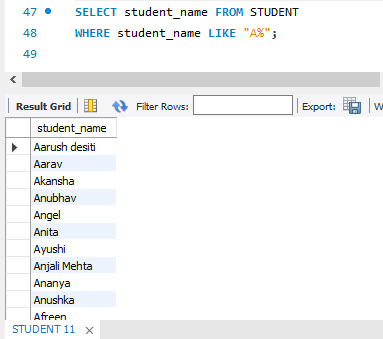 47 SELECT student_name FROM STUDENT
48 WHERE student_name LIKE "A%";
49
Result Grid Filter Rows: Export:
student_name
Aarush desiti
Aarav
Akansha
Anubhav
Angel
Anita
Ayushi
Anjali Mehta
Ananya
Anushka
Afreen
STUDENT 11